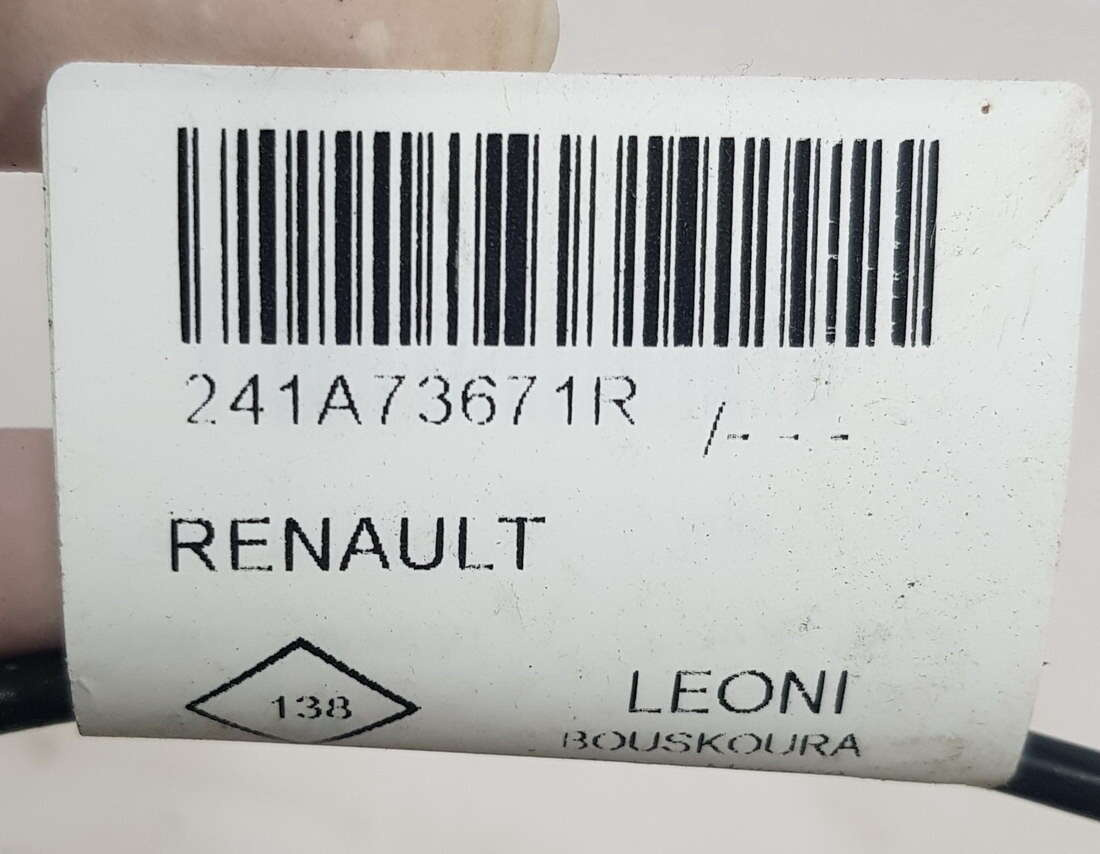 241A73671R /- - -
RENAULT
138
LEONI
BOUSKOURA